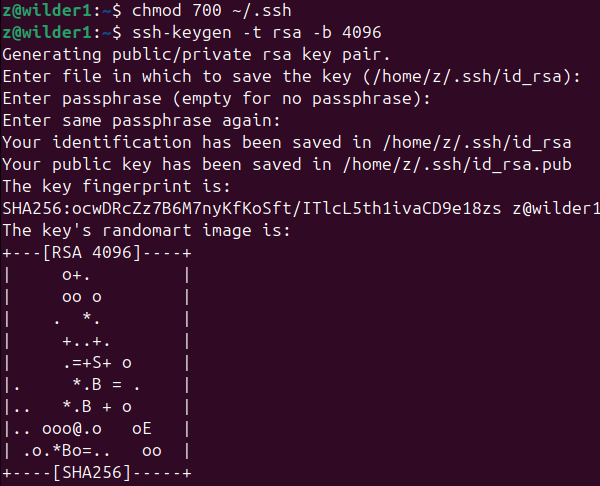 z@wilder1:~$ chmod 700 ~/.ssh
z@wilder1:~$ ssh-keygen -t rsa -b 4096
Generating public/private rsa key pair.
Enter file in which to save the key (/home/z/.ssh/id_rsa):
Enter passphrase (empty for no passphrase):
Enter same passphrase again:
Your identification has been saved in /home/z/.ssh/id_rsa
Your public key has been saved in /home/z/.ssh/id_rsa.pub
The key fingerprint is:
SHA256:ocwDRcZz7B6M7nyKfKoSft/ITlcL5th1ivaCD9e18zs z@wilder1
The key's randomart image is:
+---[RSA 4096]----+
|     o+.         |
|     oo o        |
|    .  *.        |
|     +..+.       |
|     .=+S+ o     |
|.     *.B = .    |
|..   *.B + o     |
|.. ooo@.o   oE   |
| .o.*Bo=..   oo  |
+----[SHA256]-----+